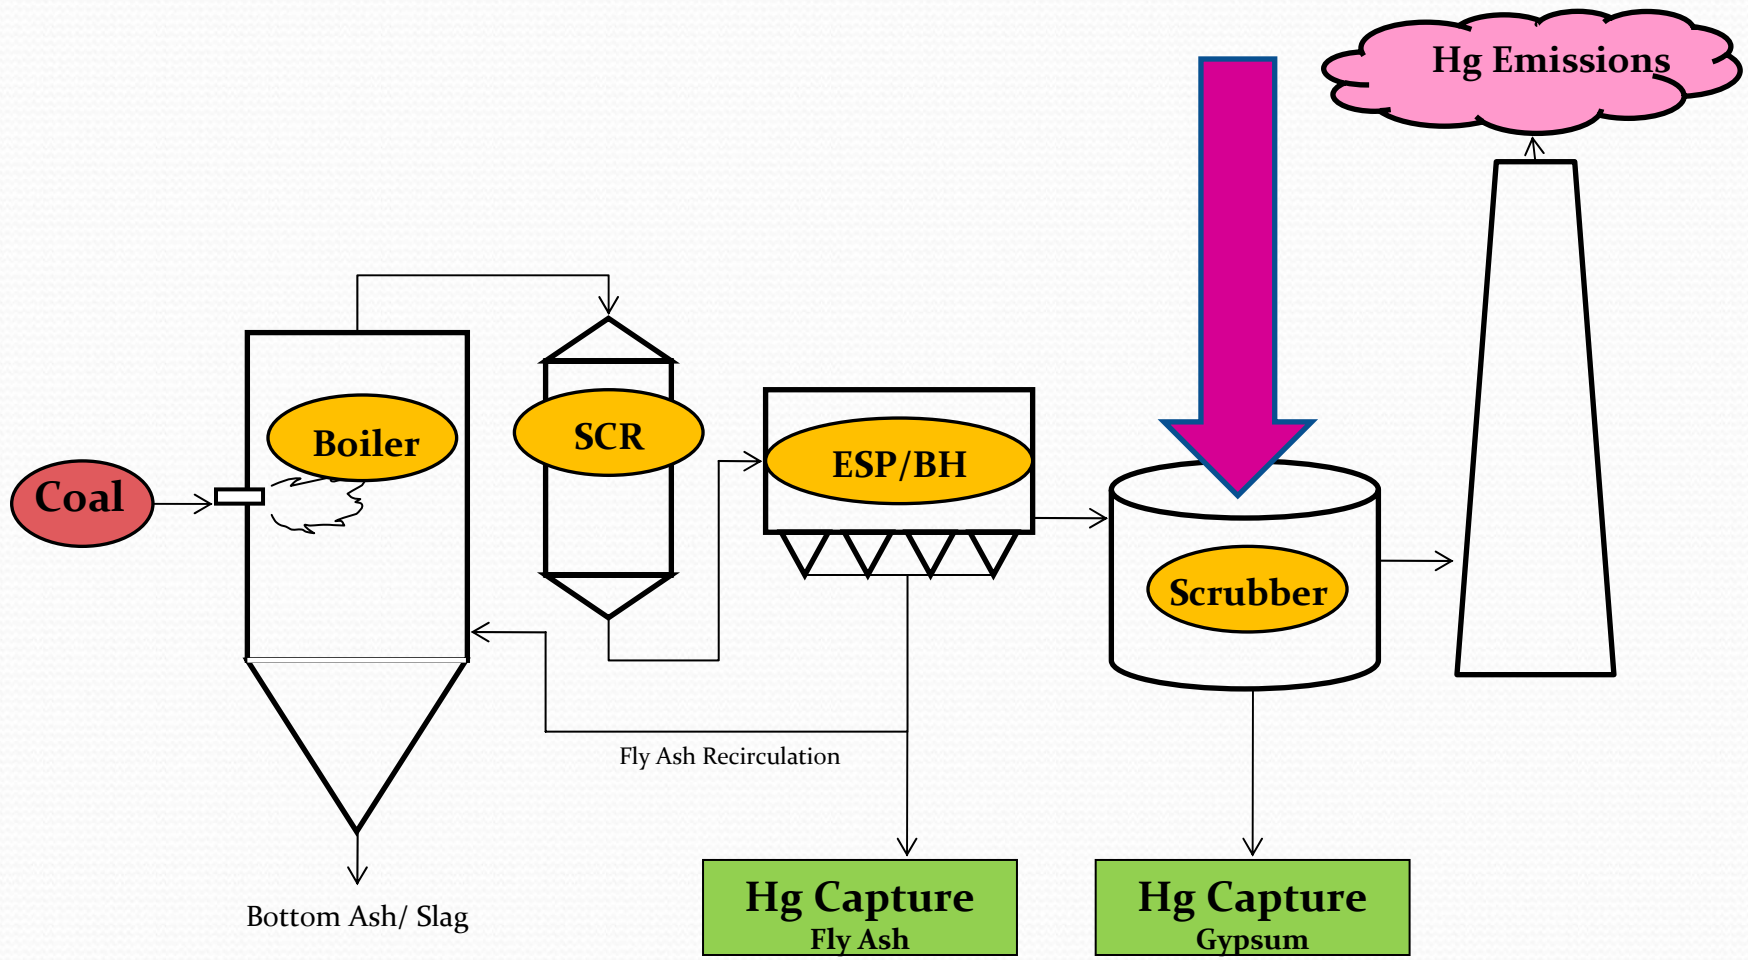 Hg Emissions
Coal
Boiler
SCR
ESP/BH
Scrubber
Fly Ash Recirculation
Bottom Ash/ Slag
Hg Capture
Fly Ash
Hg Capture
Gypsum